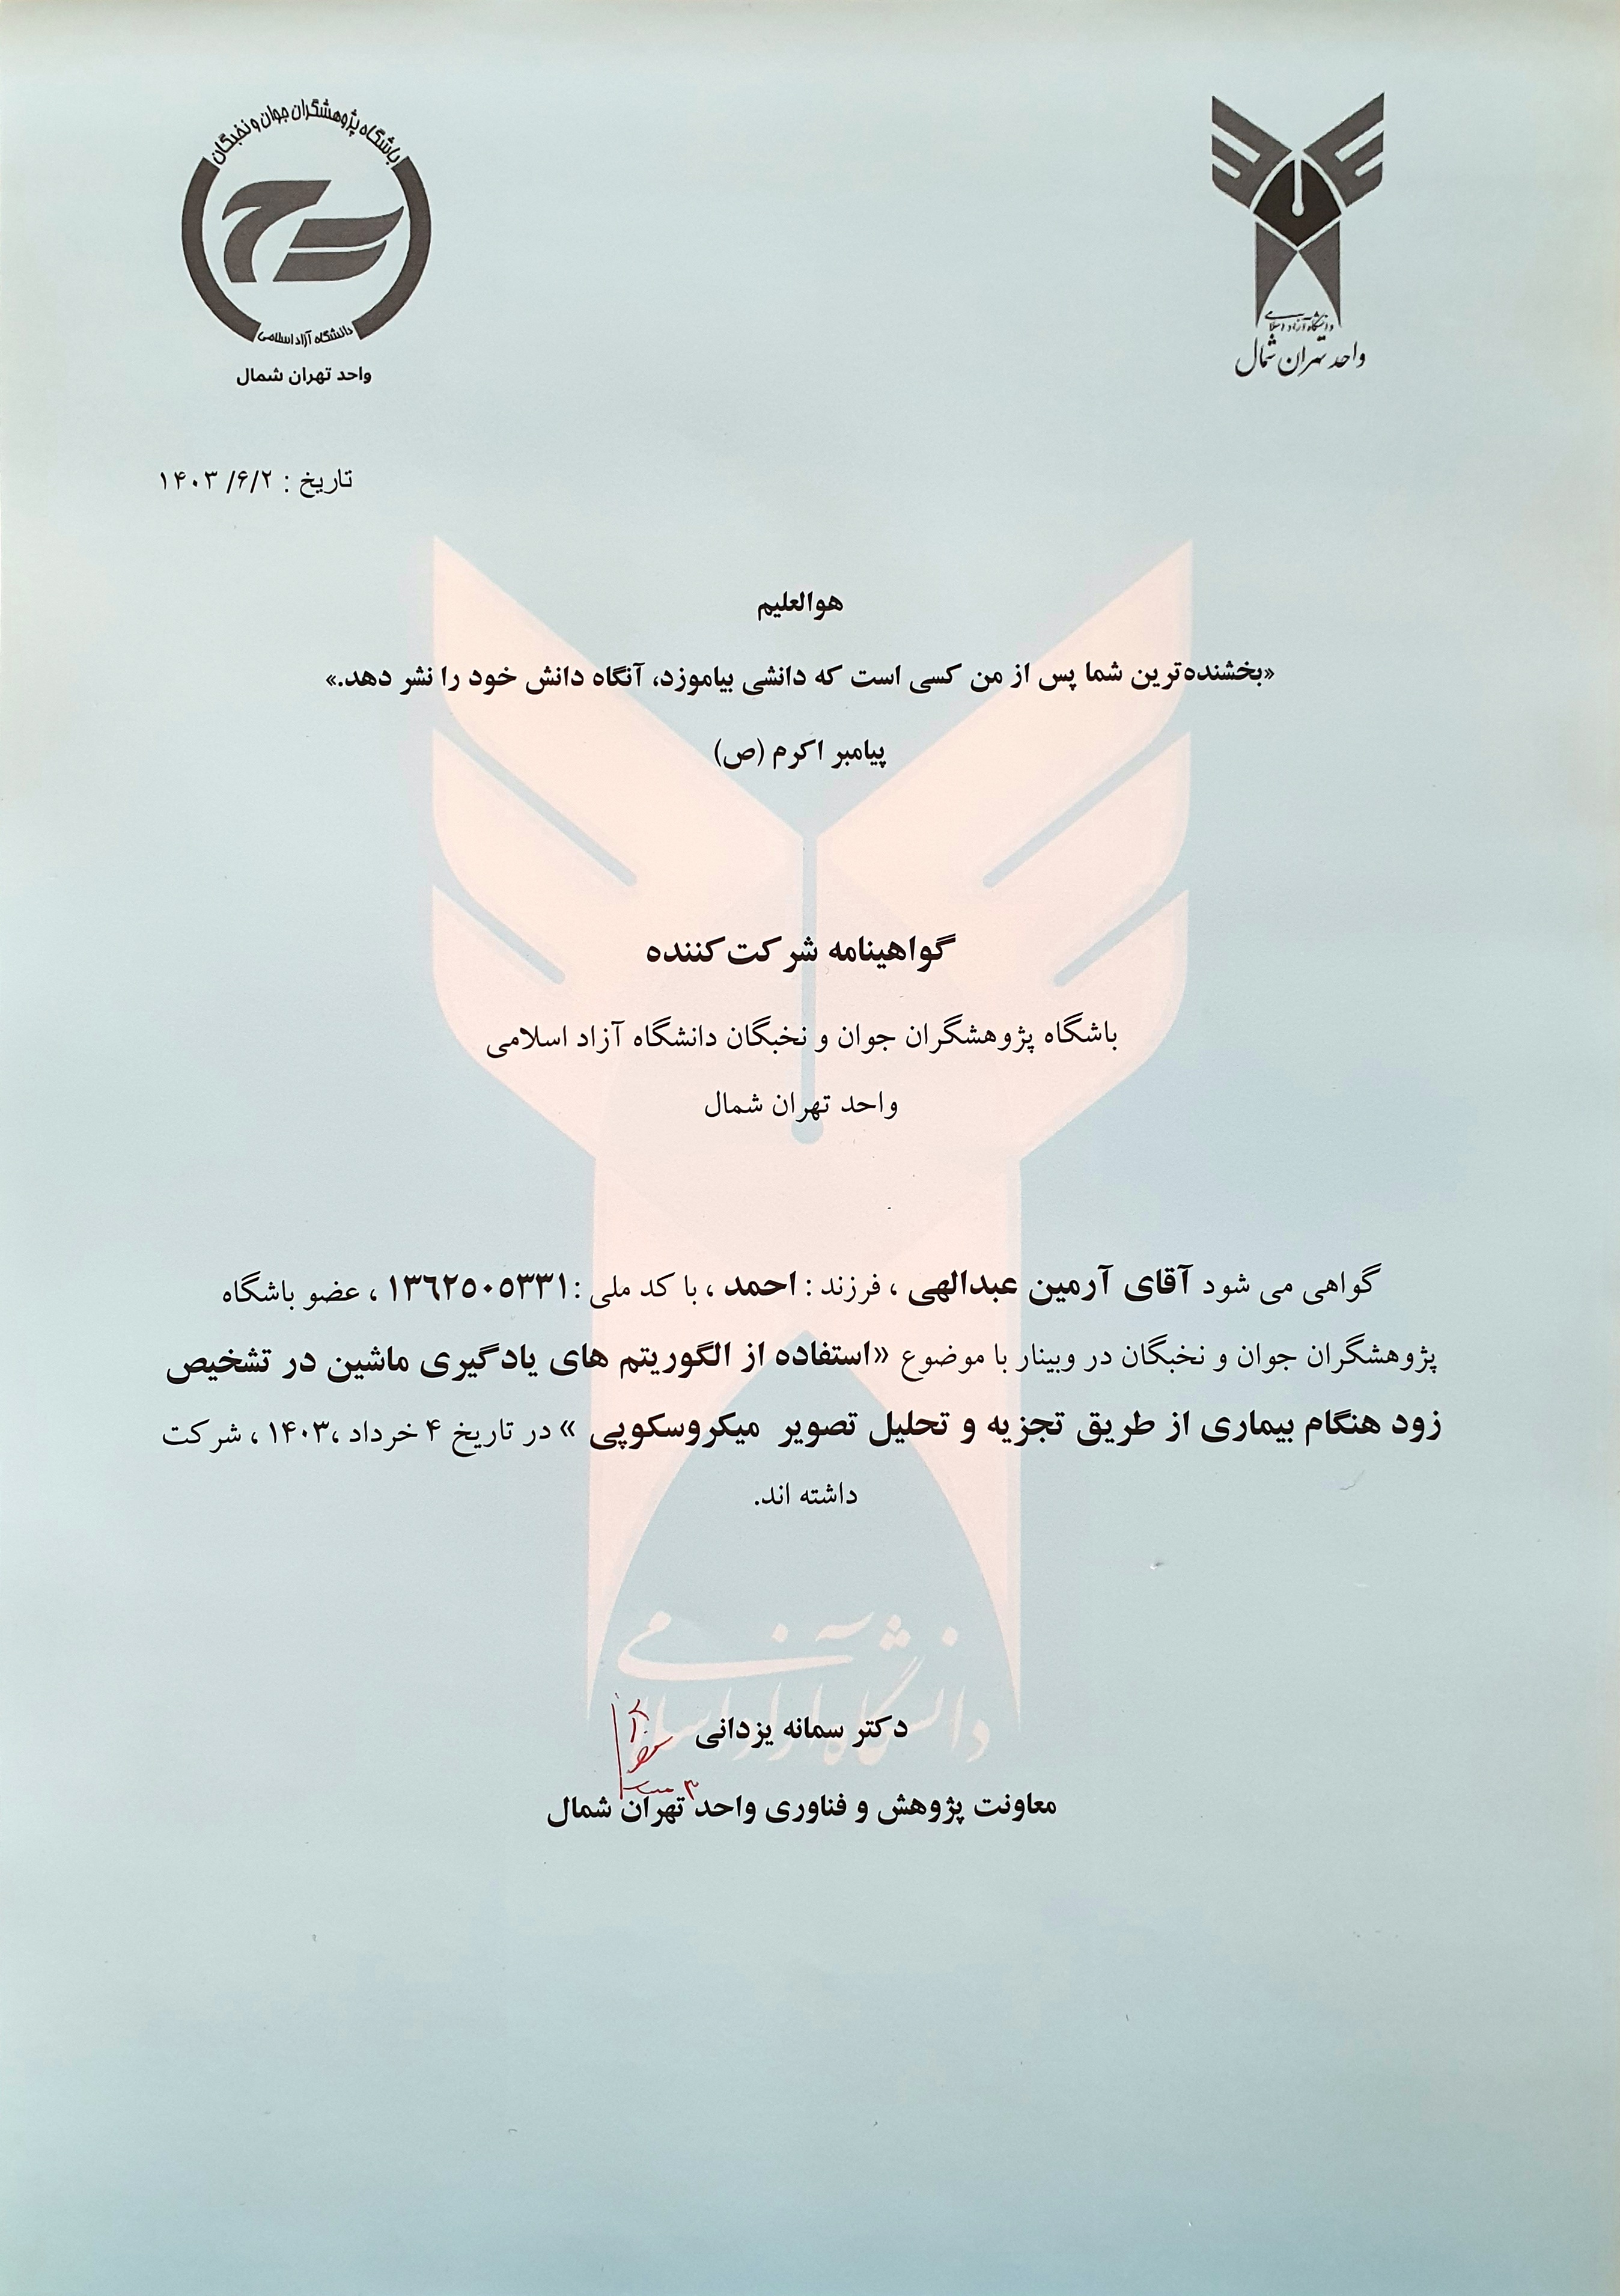 باشگاه پژوهشگران جوان و نخبگان
دانشگاه آزاد اسلامی
واحد تهران شمال
دانشگاه آزاد اسلامی
واحد تهران شمال
تاریخ : ۱۴۰۳ /۶/۲
هوالعلیم
«بخشنده‌ترین شما پس از من کسی است که دانشی بیاموزد، آنگاه دانش خود را نشر دهد.»
پیامبر اکرم (ص)
گواهینامه شرکت‌کننده
باشگاه پژوهشگران جوان و نخبگان دانشگاه آزاد اسلامی
واحد تهران شمال
گواهی می شود آقای آرمین عبدالهی ، فرزند : احمد ، با کد ملی :۱۳٦۲٥۰٥۳۳۱ ، عضو باشگاه
پژوهشگران جوان و نخبگان در وبینار با موضوع «استفاده از الگوریتم های یادگیری ماشین در تشخیص
زود هنگام بیماری از طریق تجزیه و تحلیل تصویر میکروسکوپی » در تاریخ ۴ خرداد ،۱۴۰۳ ، شرکت
داشته اند.
دانشگاه آزاد اسلامی
دکتر سمانه یزدانی
معاونت پژوهش و فناوری واحد تهران شمال